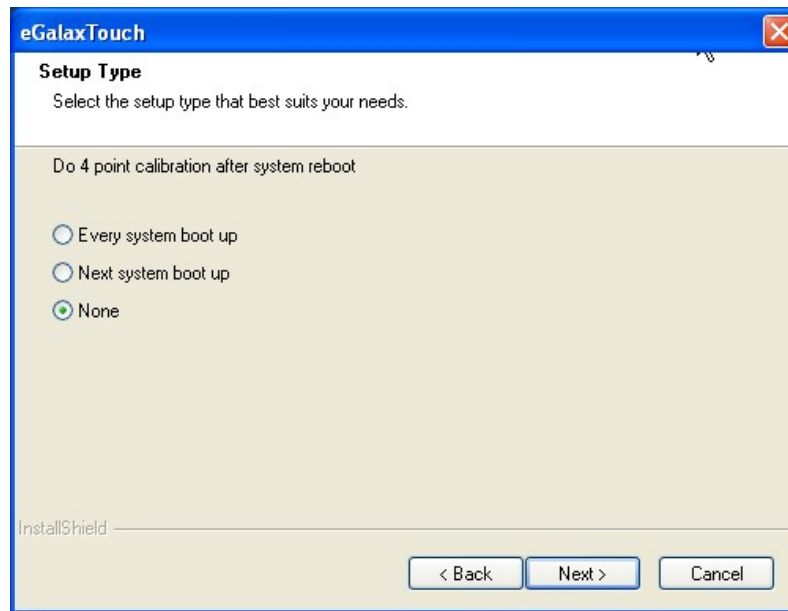 eGalaxTouch
Setup Type
Select the setup type that best suits your needs.
Do 4 point calibration after system reboot
Every system boot up
Next system boot up
None
InstallShield
< Back Next > Cancel